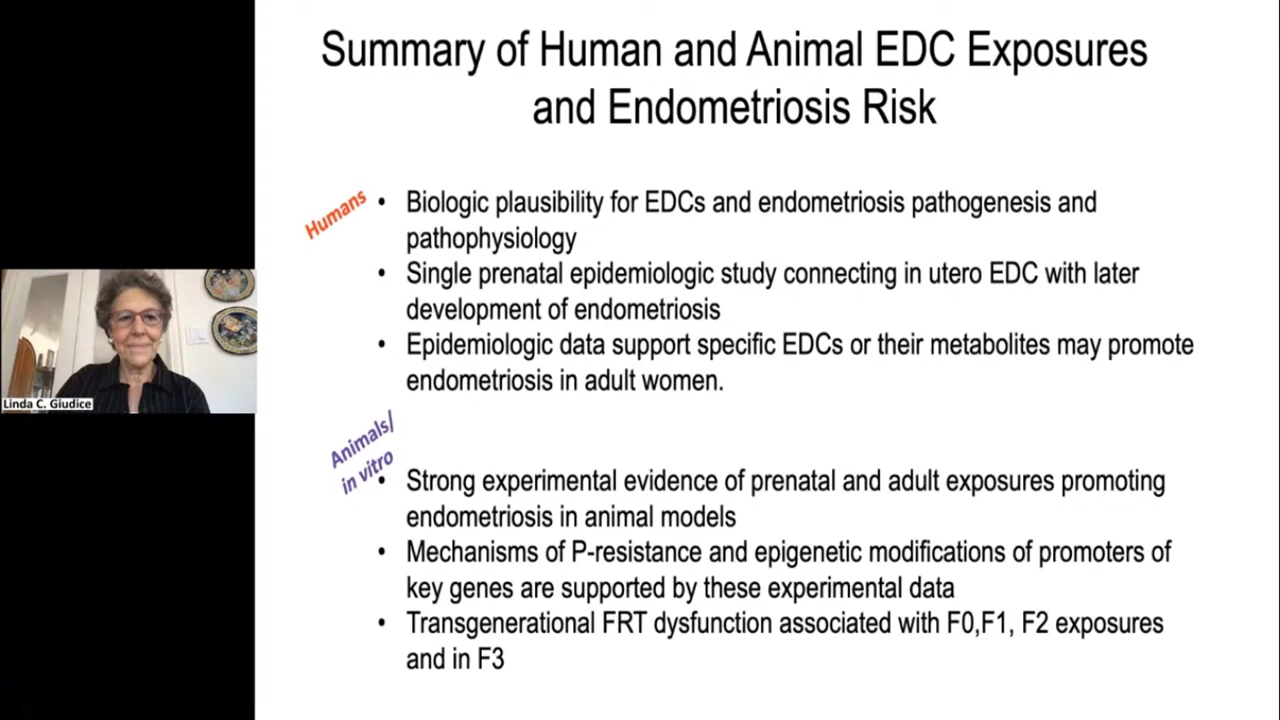 Summary of Human and Animal EDC Exposures
and Endometriosis Risk
Humans
• Biologic plausibility for EDCs and endometriosis pathogenesis and
pathophysiology
• Single prenatal epidemiologic study connecting in utero EDC with later
development of endometriosis
• Epidemiologic data support specific EDCs or their metabolites may promote
endometriosis in adult women.
Linda C. Giudice
Animals/
in vitro
• Strong experimental evidence of prenatal and adult exposures promoting
endometriosis in animal models
• Mechanisms of P-resistance and epigenetic modifications of promoters of
key genes are supported by these experimental data
• Transgenerational FRT dysfunction associated with F0,F1, F2 exposures
and in F3